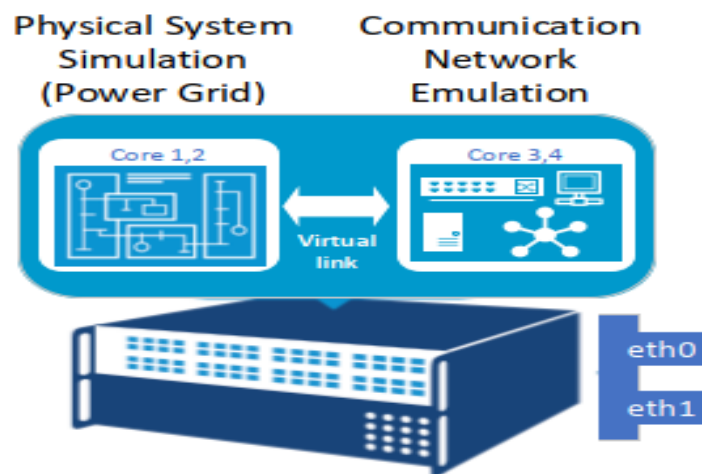 Physical System
Simulation
(Power Grid)
Communication
Network
Emulation
Core 1,2
Core 3,4
Virtual
link
eth0
eth1